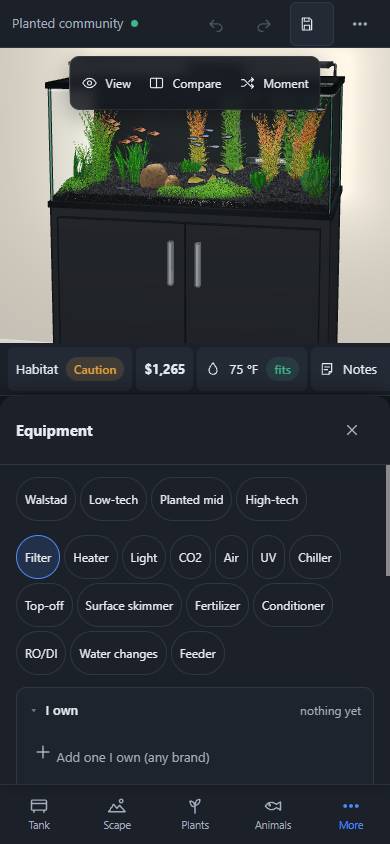 Planted community
View Compare Moment
Habitat Caution $1,265 75 °F fits Notes
Equipment
Walstad Low-tech Planted mid High-tech
Filter Heater Light CO2 Air UV Chiller
Top-off Surface skimmer Fertilizer Conditioner
RO/DI Water changes Feeder
I own nothing yet
Add one I own (any brand)
Tank Scape Plants Animals More